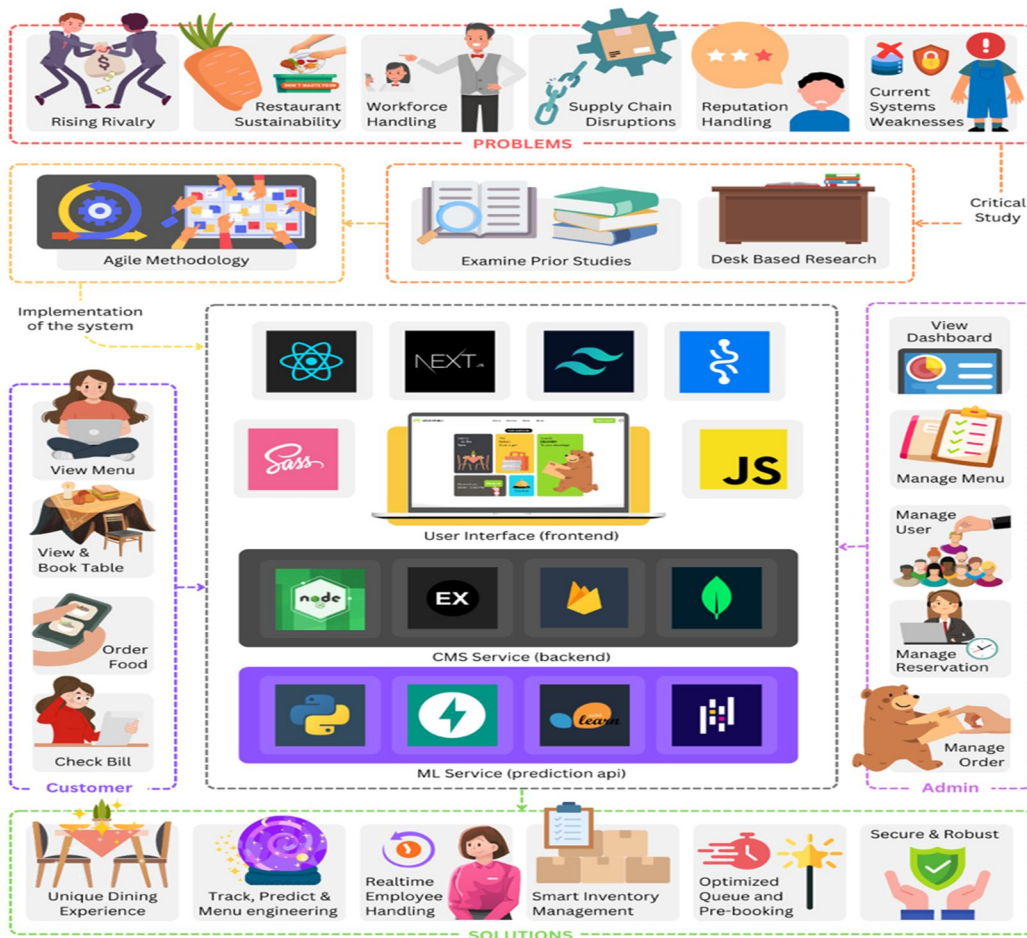 Rising Rivalry
DON'T WASTE FOOD
Restaurant
Sustainability
Workforce
Handling
Supply Chain
Disruptions
Reputation
Handling
Current
Systems
Weaknesses
PROBLEMS
Critical
Study
Agile Methodology
Examine Prior Studies
Desk Based Research
Implementation
of the system
NEXT.JS
Sass
JS
User Interface (frontend)
node
EX
CMS Service (backend)
learn
ML Service (prediction api)
View Menu
View &
Book Table
Order
Food
Check Bill
Customer
View
Dashboard
Manage Menu
Manage
User
Manage
Reservation
Manage
Order
Admin
Unique Dining
Experience
Track, Predict &
Menu engineering
Realtime
Employee
Handling
Smart Inventory
Management
Optimized
Queue and
Pre-booking
Secure & Robust
SOLUTIONS